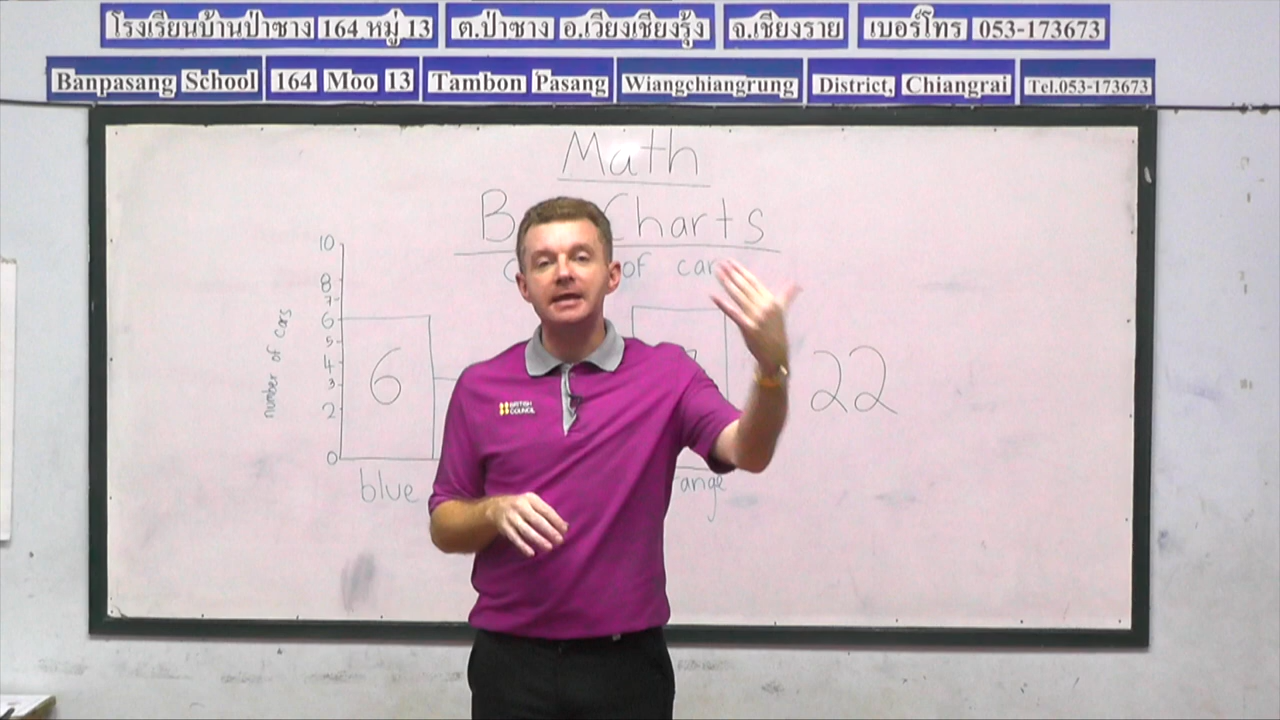 โรงเรียนบ้านป่าซาง 164 หมู่ 13 ต.ป่าซาง อ.เวียงเชียงรุ้ง จ.เชียงราย เบอร์โทร 053-173673
Banpasang School 164 Moo 13 Tambon Pasang Wiangchiangrung District, Chiangrai Tel.053-173673
Math
Charts
of
10
8
7
6
5
4
3
2
0
number of cars
6
22
blue
BRITISH
COUNCIL